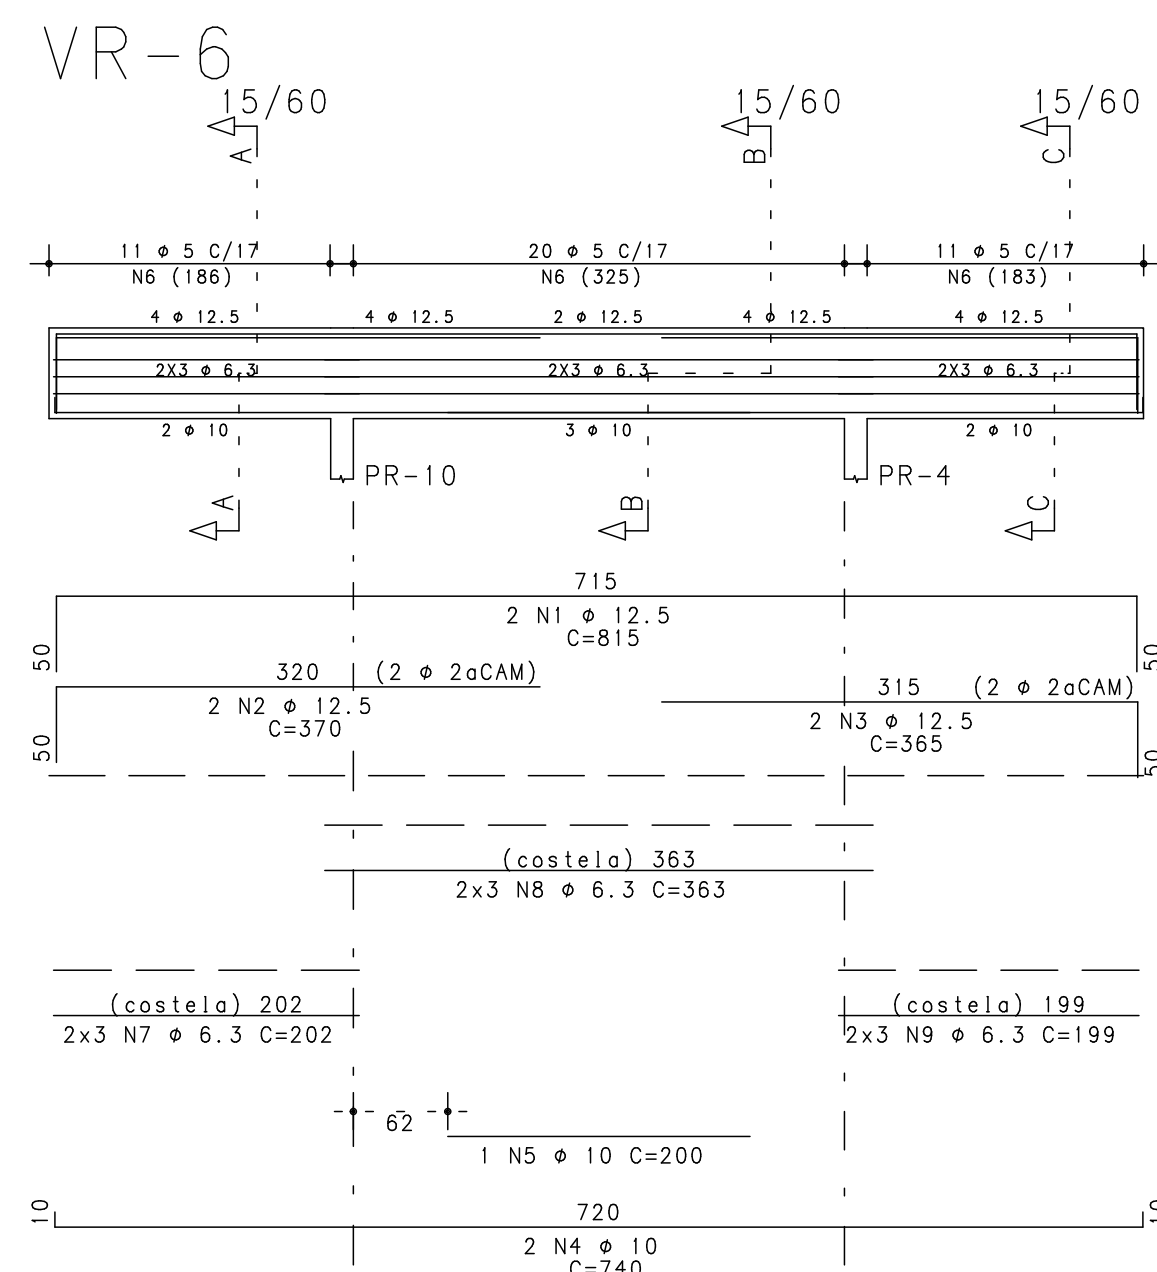 VR-6
15/60 15/60 15/60
A B C
11 ø 5 C/17 20 ø 5 C/17 11 ø 5 C/17
N6 (186) N6 (325) N6 (183)
4 ø 12.5 4 ø 12.5 2 ø 12.5 4 ø 12.5 4 ø 12.5
2X3 ø 6.3 2X3 ø 6.3 2X3 ø 6.3
2 ø 10 3 ø 10 2 ø 10
PR-10 PR-4
A B C
715
2 N1 ø 12.5
C=815
50 50
320 (2 ø 2aCAM) 315 (2 ø 2aCAM)
2 N2 ø 12.5 2 N3 ø 12.5
C=370 C=365
50 50
(costela) 363
2x3 N8 ø 6.3 C=363
(costela) 202 (costela) 199
2x3 N7 ø 6.3 C=202 2x3 N9 ø 6.3 C=199
62
1 N5 ø 10 C=200
10 720 10
2 N4 ø 10
C=740